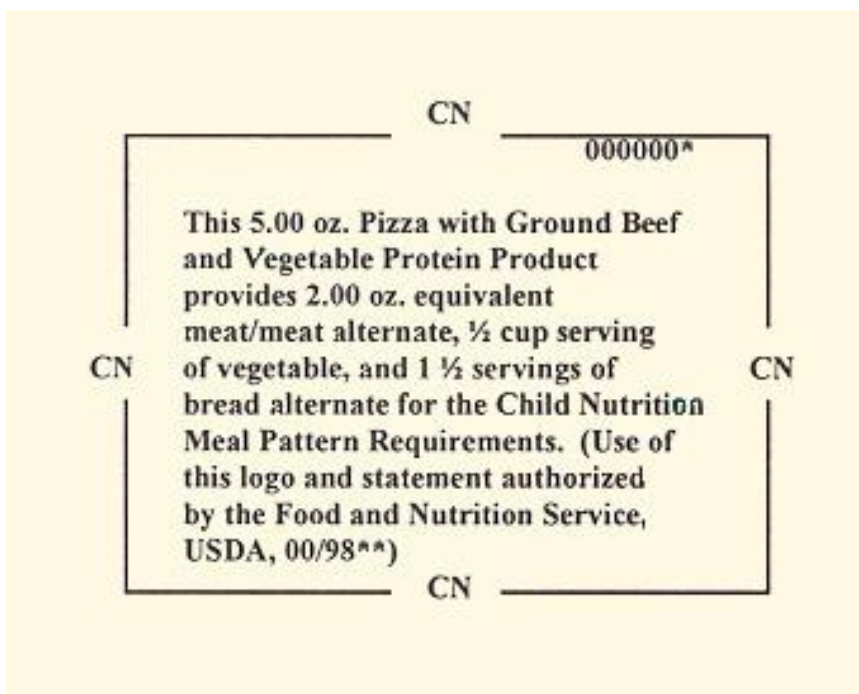 CN
000000*
This 5.00 oz. Pizza with Ground Beef
and Vegetable Protein Product
provides 2.00 oz. equivalent
meat/meat alternate, ½ cup serving
CN of vegetable, and 1 ½ servings of CN
bread alternate for the Child Nutrition
Meal Pattern Requirements. (Use of
this logo and statement authorized
by the Food and Nutrition Service,
USDA, 00/98**)
CN